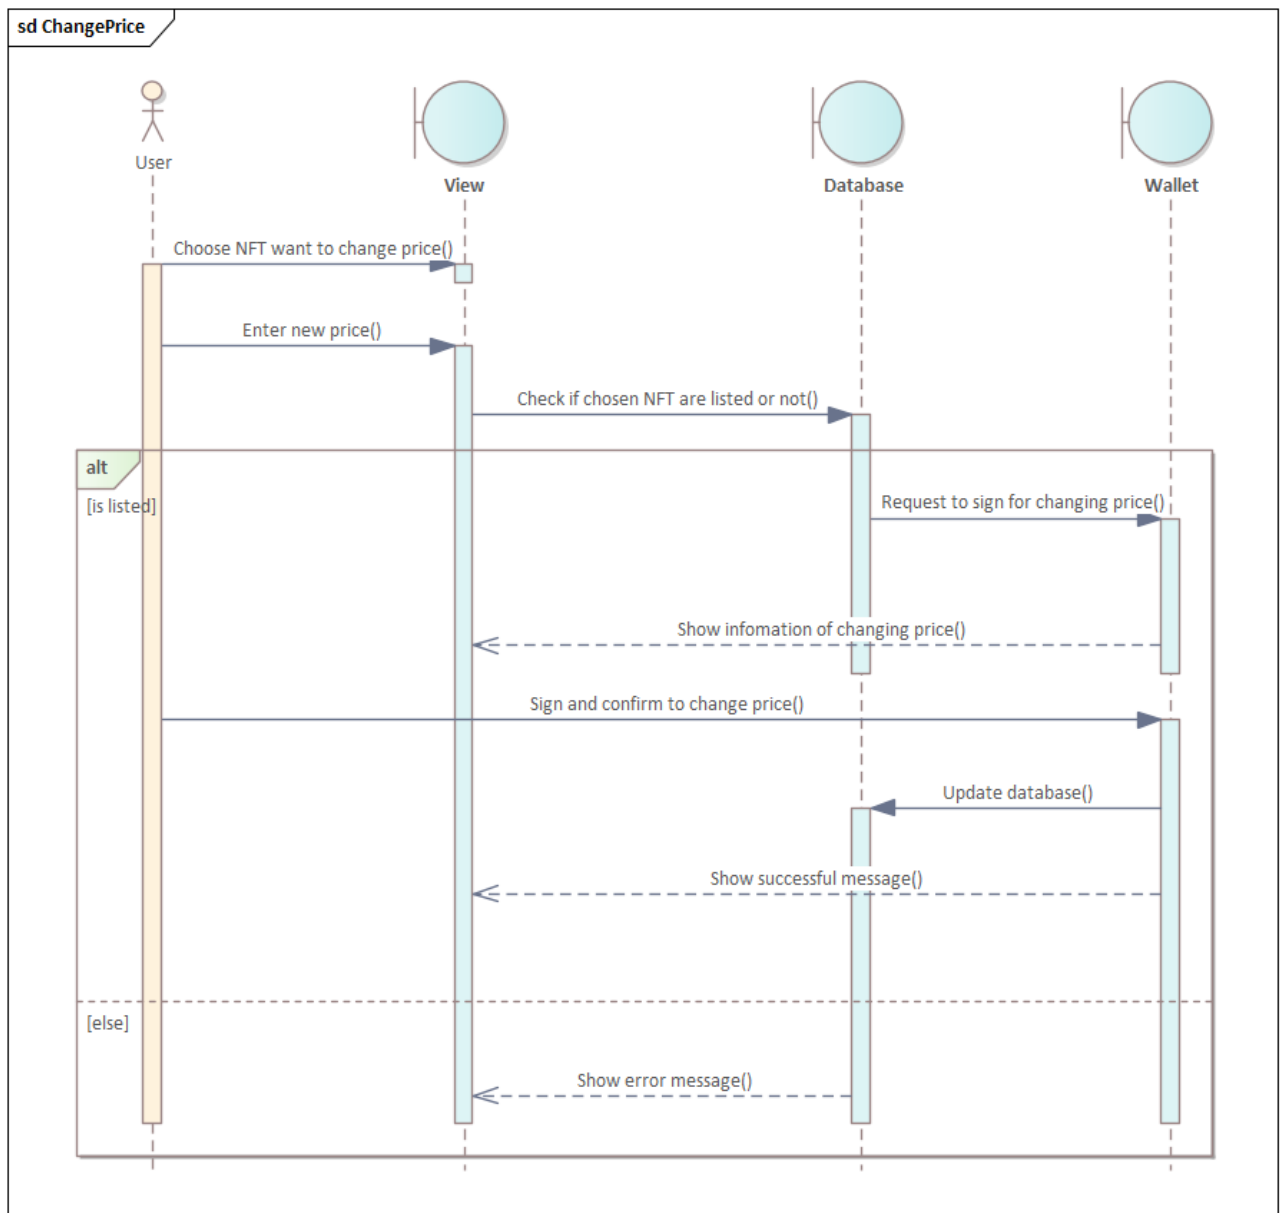 sd ChangePrice
User
View
Database
Wallet
Choose NFT want to change price()
Enter new price()
Check if chosen NFT are listed or not()
alt
[is listed]
Request to sign for changing price()
Show infomation of changing price()
Sign and confirm to change price()
Update database()
Show successful message()
[else]
Show error message()